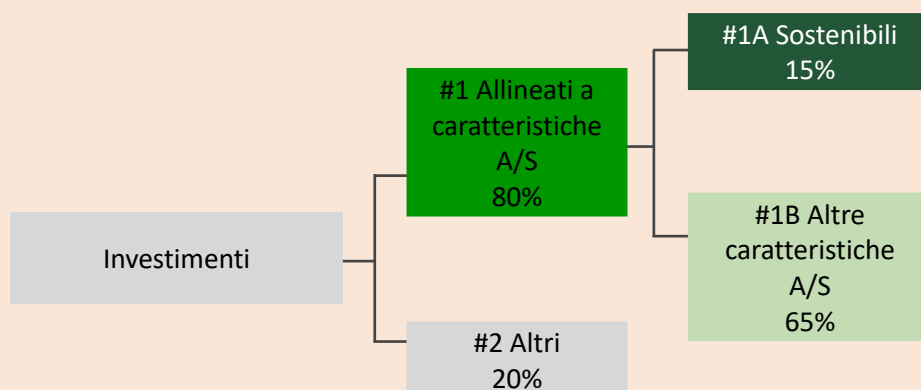 #1A Sostenibili
15%
#1 Allineati a
caratteristiche
A/S
80%
#1B Altre
caratteristiche
A/S
65%
Investimenti
#2 Altri
20%